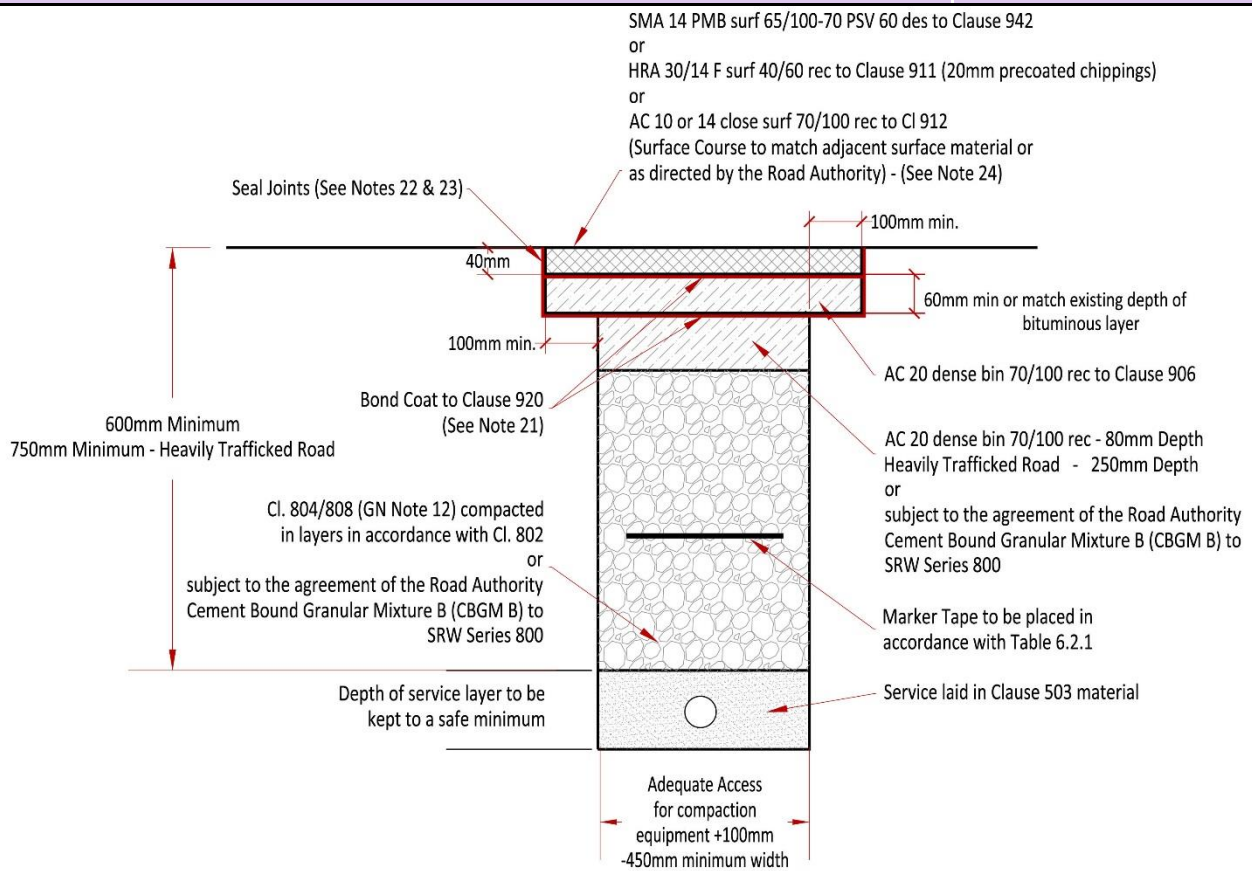 SMA 14 PMB surf 65/100-70 PSV 60 des to Clause 942
or
HRA 30/14 F surf 40/60 rec to Clause 911 (20mm precoated chippings)
or
AC 10 or 14 close surf 70/100 rec to Cl 912
(Surface Course to match adjacent surface material or
as directed by the Road Authority) - (See Note 24)
Seal Joints (See Notes 22 & 23)
100mm min.
40mm
60mm min or match existing depth of
bituminous layer
100mm min.
AC 20 dense bin 70/100 rec to Clause 906
Bond Coat to Clause 920
(See Note 21)
600mm Minimum
750mm Minimum - Heavily Trafficked Road
AC 20 dense bin 70/100 rec - 80mm Depth
Heavily Trafficked Road - 250mm Depth
or
subject to the agreement of the Road Authority
Cement Bound Granular Mixture B (CBGM B) to
SRW Series 800
Cl. 804/808 (GN Note 12) compacted
in layers in accordance with Cl. 802
or
subject to the agreement of the Road Authority
Cement Bound Granular Mixture B (CBGM B) to
SRW Series 800
Marker Tape to be placed in
accordance with Table 6.2.1
Depth of service layer to be
kept to a safe minimum
Service laid in Clause 503 material
Adequate Access
for compaction
equipment +100mm
-450mm minimum width